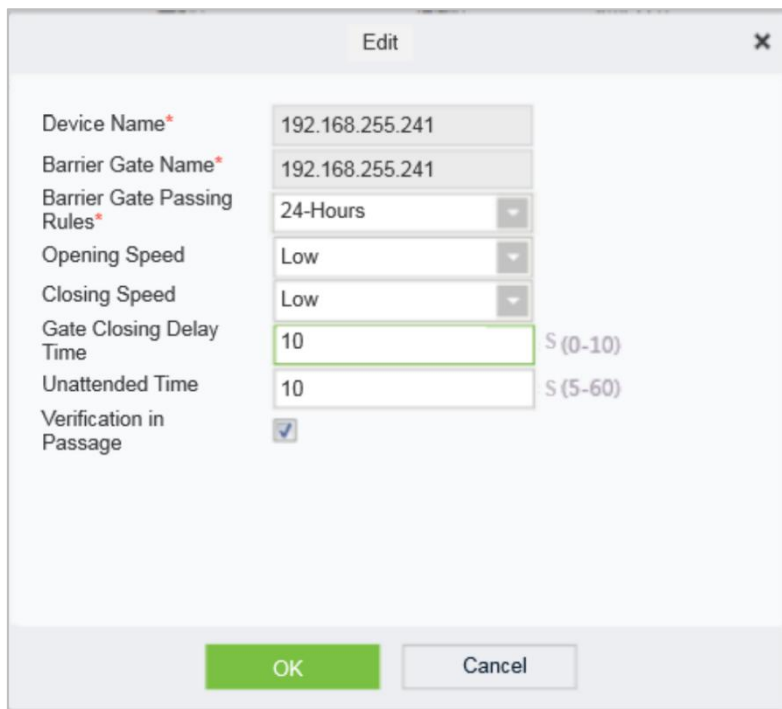 Edit
Device Name*
192.168.255.241
Barrier Gate Name*
192.168.255.241
Barrier Gate Passing
Rules*
24-Hours
Opening Speed
Low
Closing Speed
Low
Gate Closing Delay
Time
10
S (0-10)
Unattended Time
10
S (5-60)
Verification in
Passage
OK
Cancel